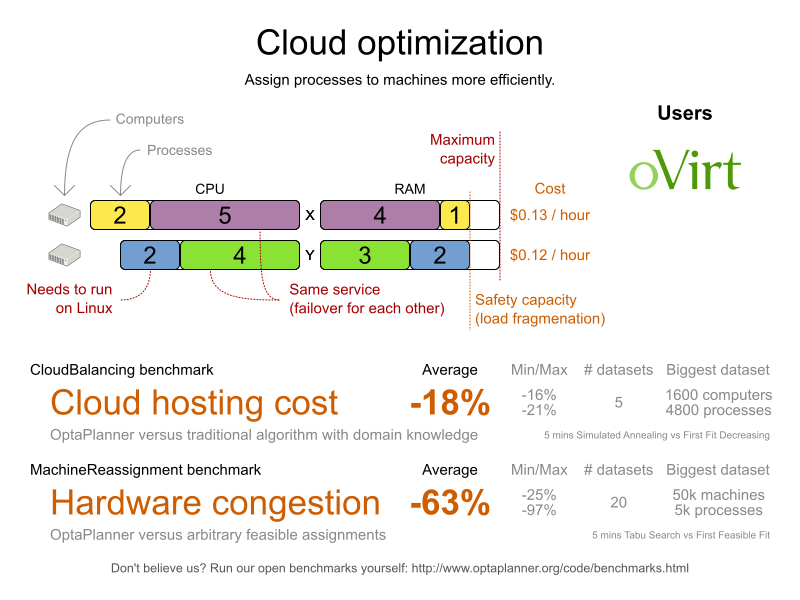 Cloud optimization
Assign processes to machines more efficiently.
Users
oVirt
Computers
Processes
Maximum
capacity
CPU
RAM
Cost
2 5 X 4 1 $0.13 / hour
2 4 Y 3 2 $0.12 / hour
Needs to run
on Linux
Same service
(failover for each other)
Safety capacity
(load fragmenation)
CloudBalancing benchmark Average Min/Max # datasets Biggest dataset
Cloud hosting cost -18% -16% 5 1600 computers
-21% 4800 processes
OptaPlanner versus traditional algorithm with domain knowledge 5 mins Simulated Annealing vs First Fit Decreasing
MachineReassignment benchmark Average Min/Max # datasets Biggest dataset
Hardware congestion -63% -25% 20 50k machines
-97% 5k processes
OptaPlanner versus arbitrary feasible assignments 5 mins Tabu Search vs First Feasible Fit
Don't believe us? Run our open benchmarks yourself: http://www.optaplanner.org/code/benchmarks.html